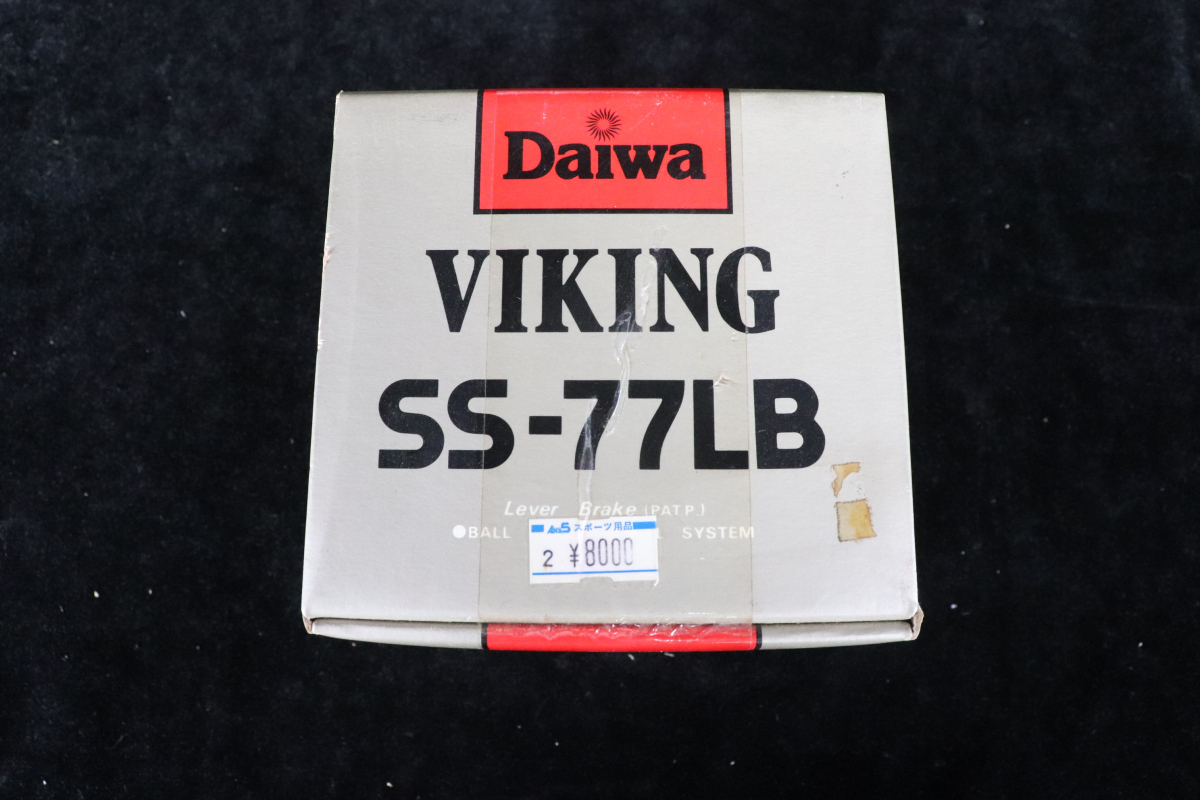 Daiwa
VIKING
SS-77LB
Lever Brake (PAT.P.)
●BALL SYSTEM
スポーツ用品
2 ¥8000